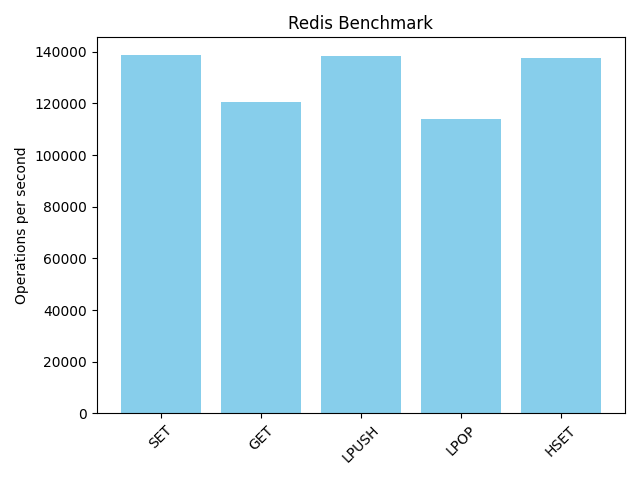 Redis Benchmark
Operations per second
140000
120000
100000
80000
60000
40000
20000
0
SET
GET
LPUSH
LPOP
HSET